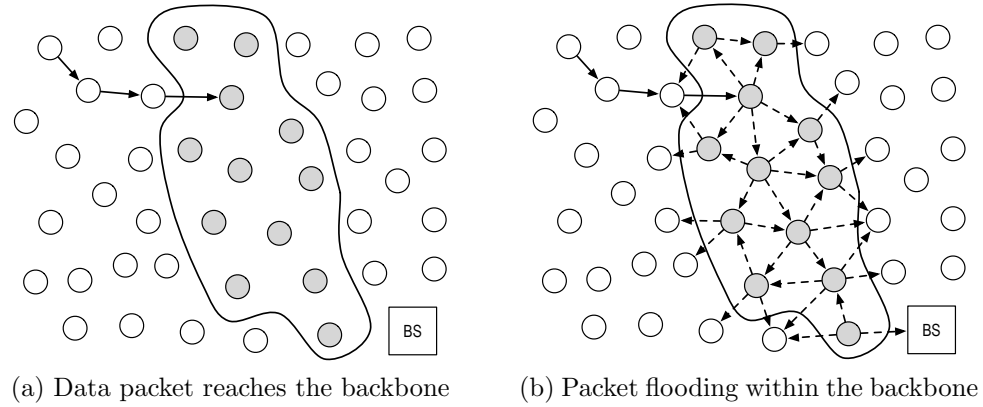 BS
BS
(a) Data packet reaches the backbone
(b) Packet flooding within the backbone